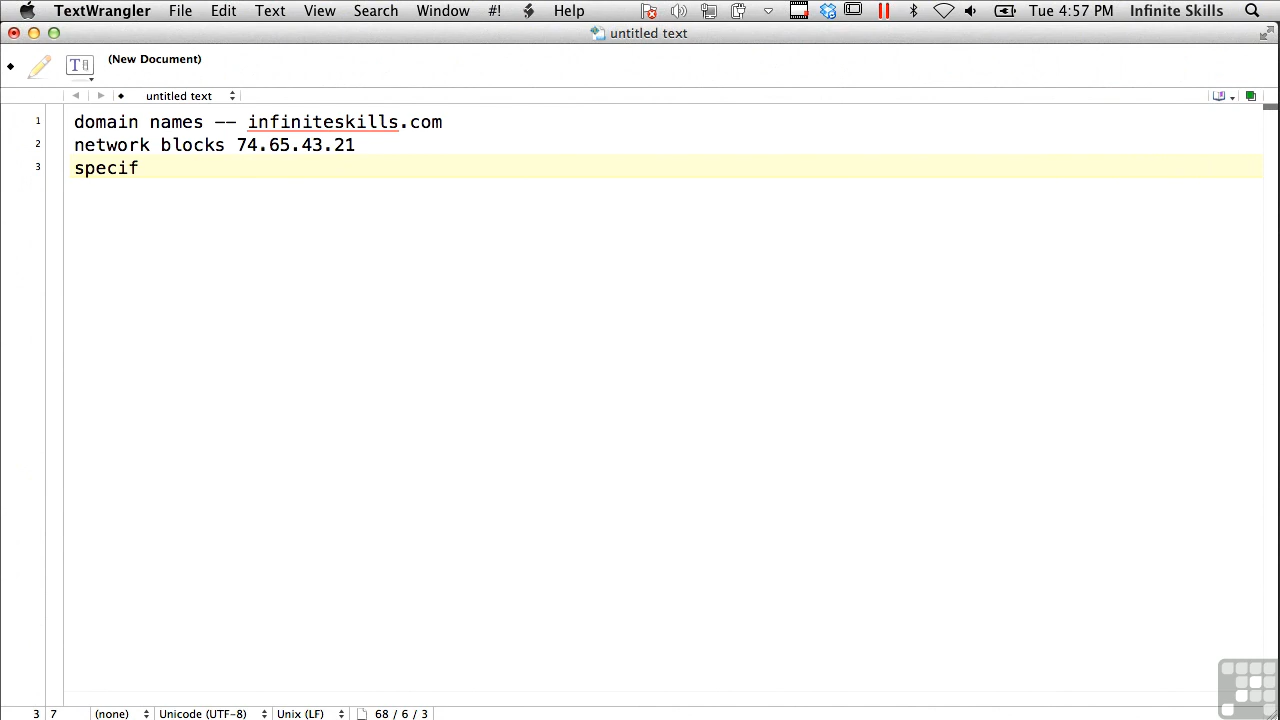 TextWrangler File Edit Text View Search Window #! Help Tue 4:57 PM Infinite Skills
untitled text
(New Document)
untitled text
1 domain names -- infiniteskills.com
2 network blocks 74.65.43.21
3 specif
3 7 (none) Unicode (UTF-8) Unix (LF) 68 / 6 / 3